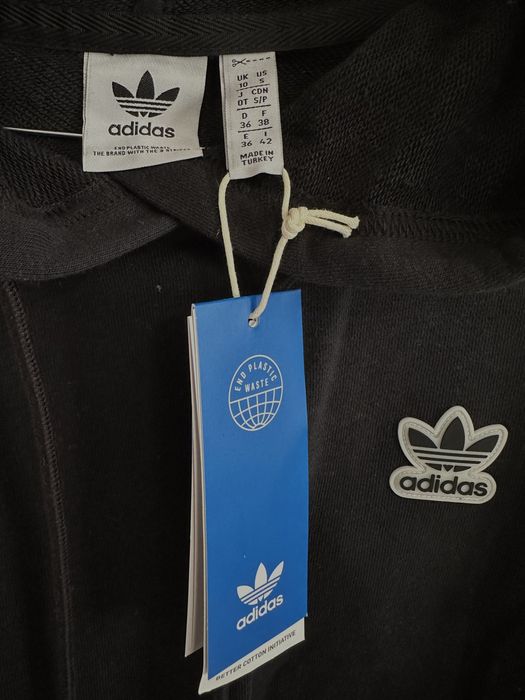 adidas
END PLASTIC WASTE
THE BRAND WITH THE 3 STRIPES
UK US
10 S
J CDN
OT S/P
D F
36 38
E I
36 42
MADE IN
TURKEY
END PLASTIC
WASTE
adidas
adidas
BETTER COTTON INITIATIVE